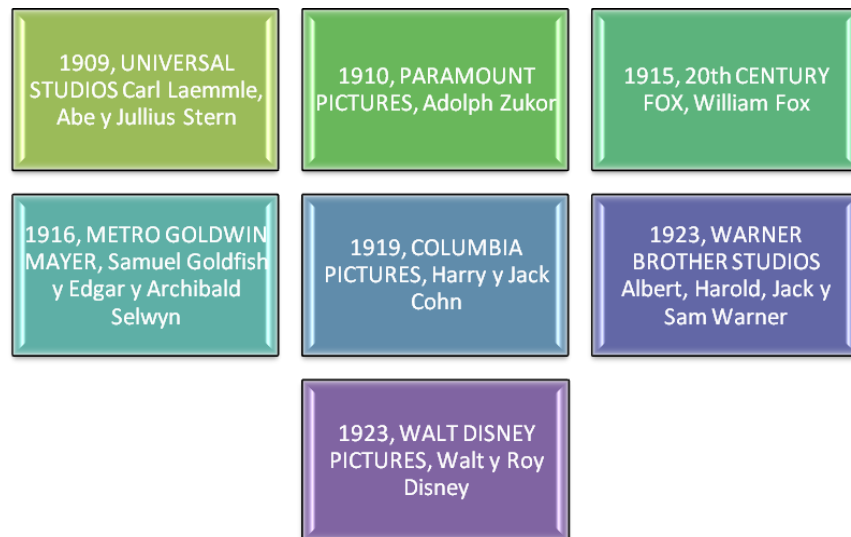 1909, UNIVERSAL
STUDIOS Carl Laemmle,
Abe y Jullius Stern
1910, PARAMOUNT
PICTURES, Adolph Zukor
1915, 20th CENTURY
FOX, William Fox
1916, METRO GOLDWIN
MAYER, Samuel Goldfish
y Edgar y Archibald
Selwyn
1919, COLUMBIA
PICTURES, Harry y Jack
Cohn
1923, WARNER
BROTHER STUDIOS
Albert, Harold, Jack y
Sam Warner
1923, WALT DISNEY
PICTURES, Walt y Roy
Disney